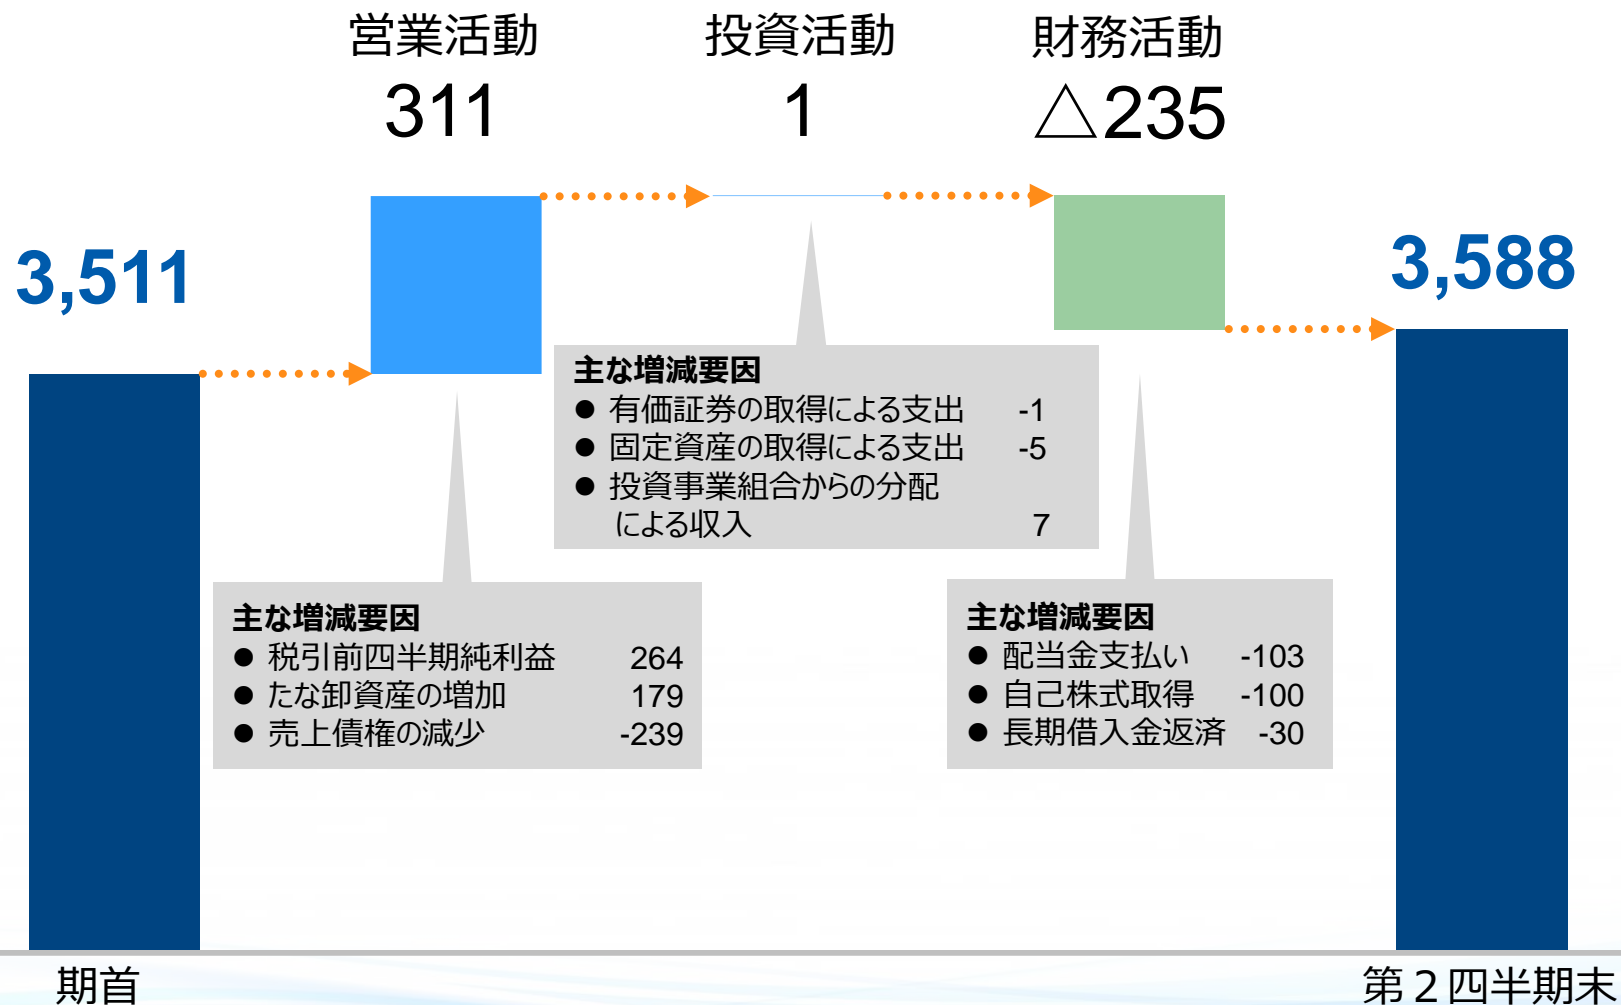 営業活動
311
投資活動
1
財務活動
△235
3,511
3,588
主な増減要因
● 有価証券の取得による支出 -1
● 固定資産の取得による支出 -5
● 投資事業組合からの分配
による収入 7
主な増減要因
● 税引前四半期純利益 264
● たな卸資産の増加 179
● 売上債権の減少 -239
主な増減要因
● 配当金支払い -103
● 自己株式取得 -100
● 長期借入金返済 -30
期首
第２四半期末